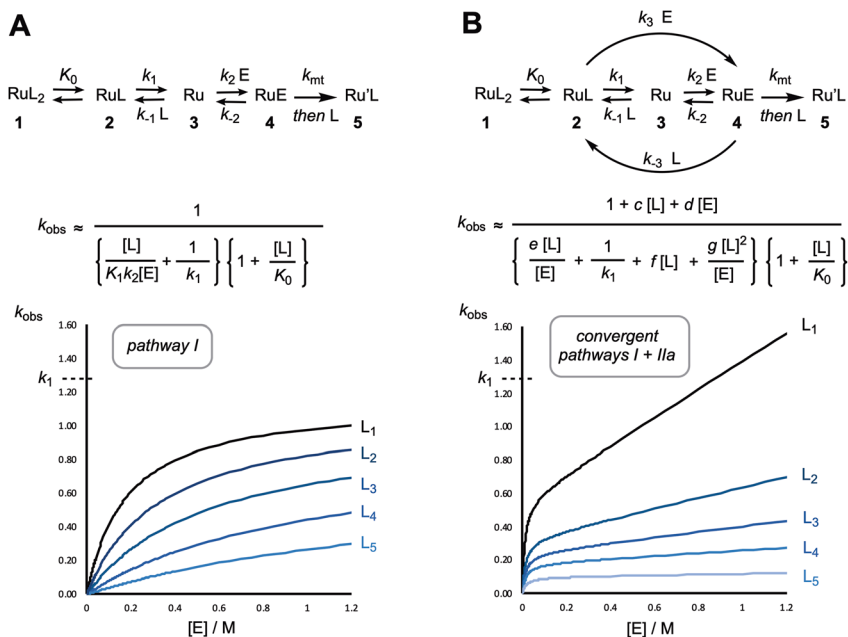 A
K₀ k₁ k₂ E kₘₜ
RuL₂ RuL Ru RuE Ru'L
k₋₁ L k₋₂ then L
1 2 3 4 5
kobs ≈ 1 / { [L] / K₁k₂[E] + 1 / k₁ } { 1 + [L] / K₀ }
kobs
pathway I
1.60
1.40
k₁
1.20
1.00
0.80
0.60
0.40
0.20
0.00
0 0.2 0.4 0.6 0.8 1 1.2
[E] / M
L₁
L₂
L₃
L₄
L₅
B
k₃ E
K₀ k₁ k₂ E kₘₜ
RuL₂ RuL Ru RuE Ru'L
k₋₁ L k₋₂ then L
1 2 3 4 5
k₋₃ L
kobs ≈ 1 + c [L] + d [E] / { e [L] / [E] + 1 / k₁ + f [L] + g [L]² / [E] } { 1 + [L] / K₀ }
kobs
convergent
pathways I + IIa
1.60
1.40
k₁
1.20
1.00
0.80
0.60
0.40
0.20
0.00
0 0.2 0.4 0.6 0.8 1 1.2
[E] / M
L₁
L₂
L₃
L₄
L₅